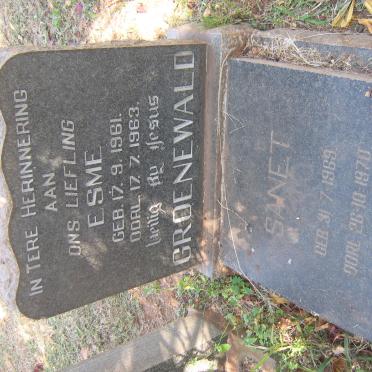 IN TERE HERINNERING
AAN
ONS LIEFLING
ESME
GEB. 17. 9. 1961.
OORL. 17. 7. 1963.
Veilig By Jesus
GROENEWALD
SANET
GEB 31-7-1969
OORL 26-10-1970